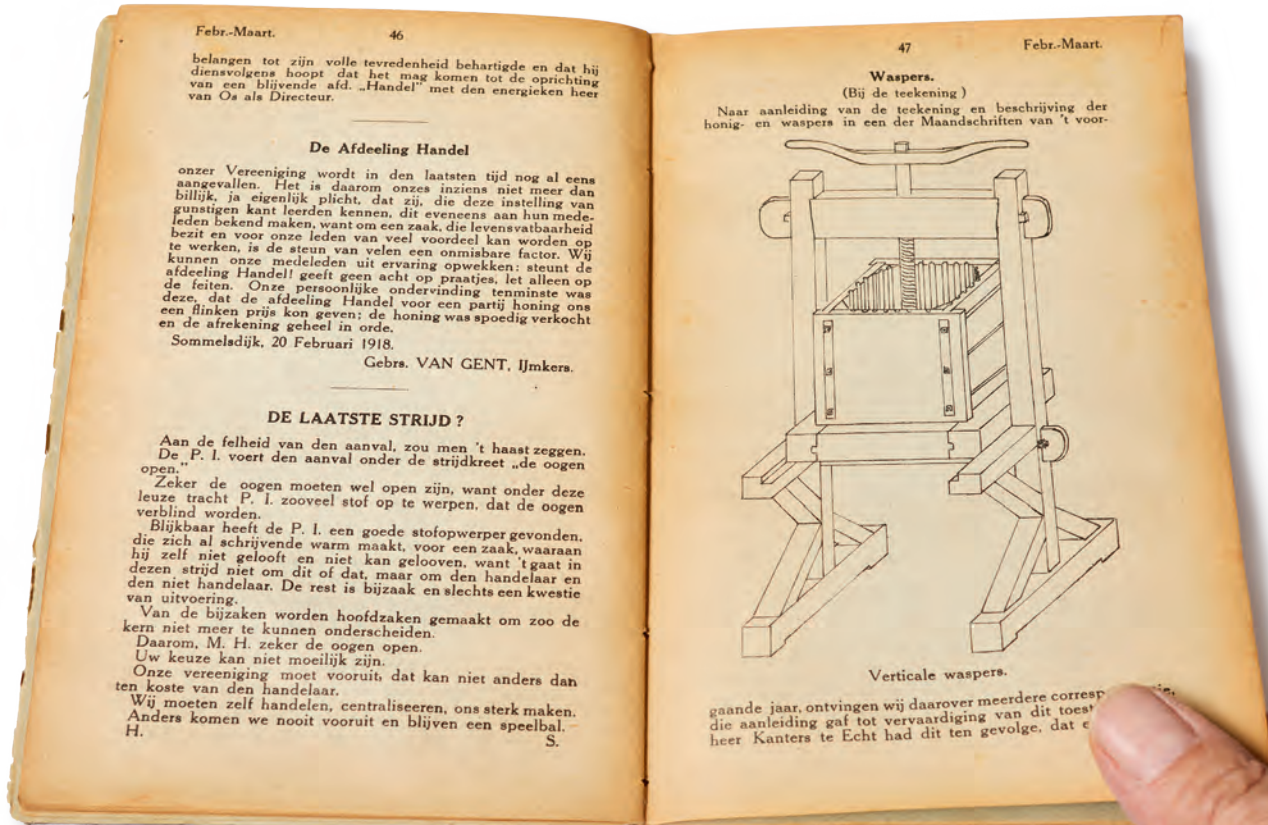 Febr.-Maart.
46
belangen tot zijn volle tevredenheid behartigde en dat hij
diensvolgens hoopt dat het mag komen tot de oprichting
van een blijvende afd. „Handel" met den energieken heer
van Os als Directeur.
De Afdeeling Handel
onzer Vereeniging wordt in den laatsten tijd nog al eens
aangevallen. Het is daarom onzes inziens niet meer dan
billijk, ja eigenlijk plicht, dat zij, die deze instelling van
gunstigen kant leerden kennen, dit eveneens aan hun mede-
leden bekend maken, want om een zaak, die levensvatbaarheid
bezit en voor onze leden van veel voordeel kan worden op
te werken, is de steun van velen een onmisbare factor. Wij
kunnen onze medeleden uit ervaring opwekken: steunt de
afdeeling Handel! geeft geen acht op praatjes, let alleen op
de feiten. Onze persoonlijke ondervinding tenminste was
deze, dat de afdeeling Handel voor een partij honing ons
een flinken prijs kon geven; de honing was spoedig verkocht
en de afrekening geheel in orde.
Sommelsdijk, 20 Februari 1918.
Gebrs. VAN GENT, IJmkers.
DE LAATSTE STRIJD ?
Aan de felheid van den aanval, zou men 't haast zeggen.
De P. I. voert den aanval onder de strijdkreet „de oogen
open."
Zeker de oogen moeten wel open zijn, want onder deze
leuze tracht P. I. zooveel stof op te werpen, dat de oogen
verblind worden.
Blijkbaar heeft de P. I. een goede stofopwerper gevonden,
die zich al schrijvende warm maakt, voor een zaak, waaraan
hij zelf niet gelooft en niet kan gelooven, want 't gaat in
dezen strijd niet om dit of dat, maar om den handelaar en
den niet handelaar. De rest is bijzaak en slechts een kwestie
van uitvoering.
Van de bijzaken worden hoofdzaken gemaakt om zoo de
kern niet meer te kunnen onderscheiden.
Daarom, M. H. zeker de oogen open.
Uw keuze kan niet moeilijk zijn.
Onze vereeniging moet vooruit, dat kan niet anders dan
ten koste van den handelaar.
Wij moeten zelf handelen, centraliseeren, ons sterk maken.
Anders komen we nooit vooruit en blijven een speelbal.
H.
S.
47
Febr.-Maart.
Waspers.
(Bij de teekening )
Naar aanleiding van de teekening en beschrijving der
honig- en waspers in een der Maandschriften van 't voor-
Verticale waspers.
gaande jaar, ontvingen wij daarover meerdere
die aanleiding gaf tot vervaardiging van dit
heer Kanters te Echt had dit ten gevolge, dat